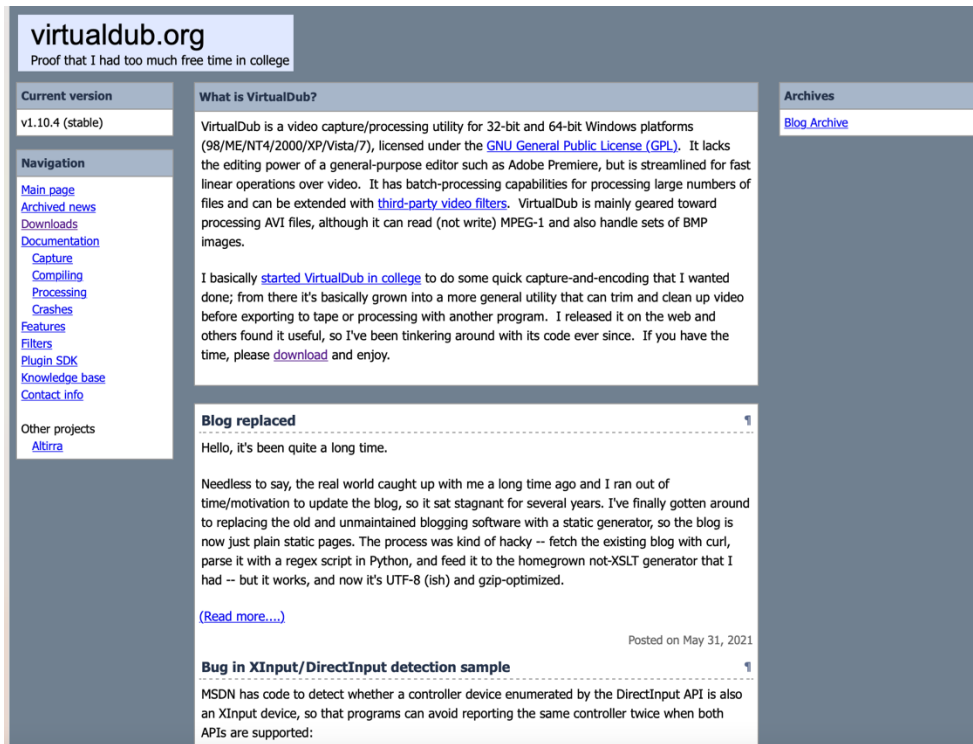 virtualdub.org
Proof that I had too much free time in college
Current version
v1.10.4 (stable)
Navigation
Main page
Archived news
Downloads
Documentation
Capture
Compiling
Processing
Crashes
Features
Filters
Plugin SDK
Knowledge base
Contact info
Other projects
Altirra
What is VirtualDub?
VirtualDub is a video capture/processing utility for 32-bit and 64-bit Windows platforms
(98/ME/NT4/2000/XP/Vista/7), licensed under the GNU General Public License (GPL). It lacks
the editing power of a general-purpose editor such as Adobe Premiere, but is streamlined for fast
linear operations over video. It has batch-processing capabilities for processing large numbers of
files and can be extended with third-party video filters. VirtualDub is mainly geared toward
processing AVI files, although it can read (not write) MPEG-1 and also handle sets of BMP
images.
I basically started VirtualDub in college to do some quick capture-and-encoding that I wanted
done; from there it's basically grown into a more general utility that can trim and clean up video
before exporting to tape or processing with another program. I released it on the web and
others found it useful, so I've been tinkering around with its code ever since. If you have the
time, please download and enjoy.
Blog replaced ¶
Hello, it's been quite a long time.
Needless to say, the real world caught up with me a long time ago and I ran out of
time/motivation to update the blog, so it sat stagnant for several years. I've finally gotten around
to replacing the old and unmaintained blogging software with a static generator, so the blog is
now just plain static pages. The process was kind of hacky -- fetch the existing blog with curl,
parse it with a regex script in Python, and feed it to the homegrown not-XSLT generator that I
had -- but it works, and now it's UTF-8 (ish) and gzip-optimized.
(Read more....)
Posted on May 31, 2021
Bug in XInput/DirectInput detection sample ¶
MSDN has code to detect whether a controller device enumerated by the DirectInput API is also
an XInput device, so that programs can avoid reporting the same controller twice when both
APIs are supported:
Archives
Blog Archive